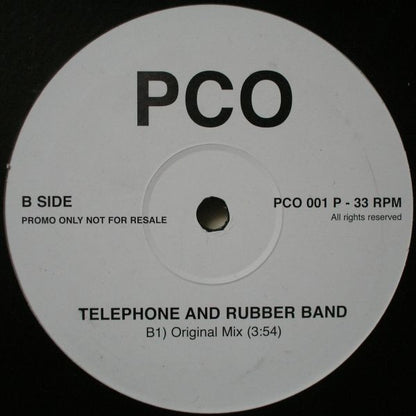 PCO
B SIDE
PROMO ONLY NOT FOR RESALE
PCO 001 P - 33 RPM
All rights reserved
TELEPHONE AND RUBBER BAND
B1) Original Mix (3:54)